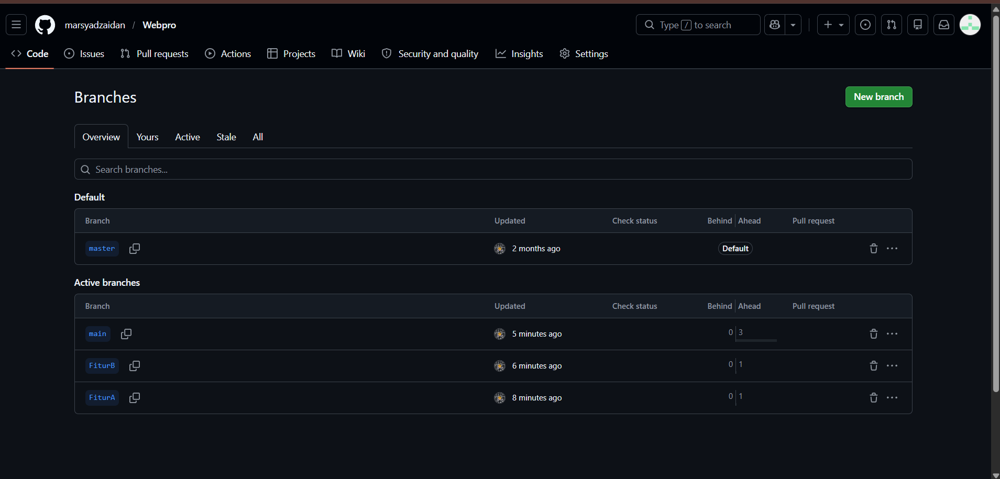 marsyadzaidan / Webpro
Type / to search
Code Issues Pull requests Actions Projects Wiki Security and quality Insights Settings
Branches
New branch
Overview Yours Active Stale All
Search branches...
Default
Branch Updated Check status Behind Ahead Pull request
master 2 months ago Default
Active branches
Branch Updated Check status Behind Ahead Pull request
main 5 minutes ago 0 3
FiturB 6 minutes ago 0 1
FiturA 8 minutes ago 0 1